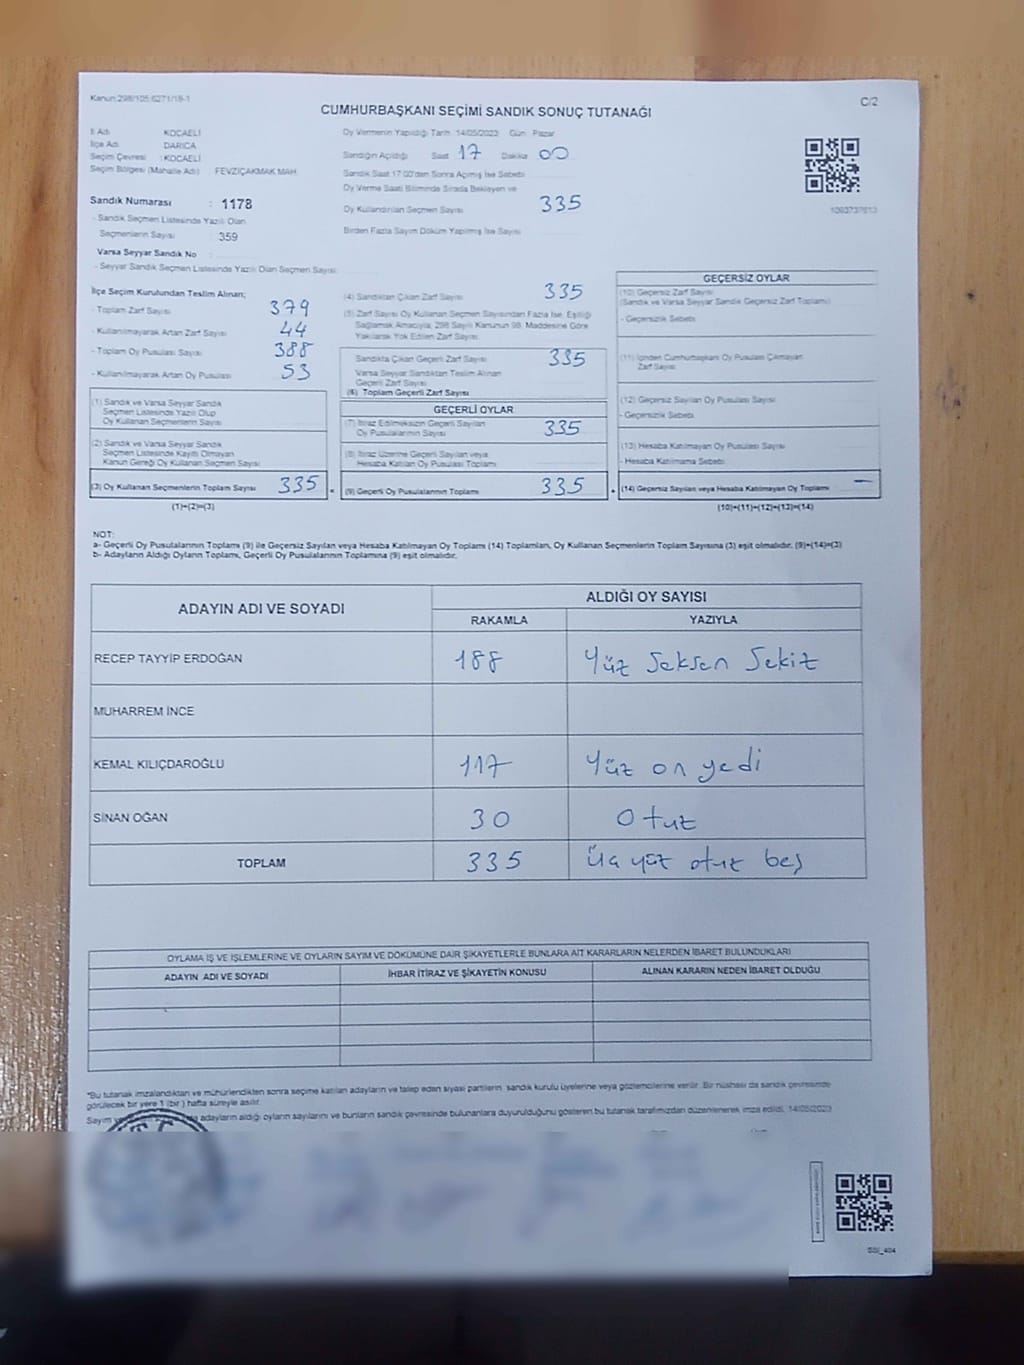 Kanun:298/105,6271/18-1
C/2
CUMHURBAŞKANI SEÇİMİ SANDIK SONUÇ TUTANAĞI
İl Adı KOCAELİ
İlçe Adı DARICA
Seçim Çevresi : KOCAELİ
Seçim Bölgesi (Mahalle Adı) FEVZİÇAKMAK MAH.
Sandık Numarası : 1178
- Sandık Seçmen Listesinde Yazılı Olan
Seçmenlerin Sayısı : 359
Varsa Seyyar Sandık No :
- Seyyar Sandık Seçmen Listesinde Yazılı Olan Seçmen Sayısı:
Oy Vermenin Yapıldığı Tarih: 14/05/2023 Gün: Pazar
Sandığın Açıldığı Saat 17 Dakika 00
Sandık Saat 17:00'dan Sonra Açılmış İse Sebebi
Oy Verme Saati Bitiminde Sırada Bekleyen ve
Oy Kullandırılan Seçmen Sayısı 335
Birden Fazla Sayım Döküm Yapılmış İse Sayısı
1093737613
İlçe Seçim Kurulundan Teslim Alınan;
- Toplam Zarf Sayısı 379
- Kullanılmayarak Artan Zarf Sayısı 44
- Toplam Oy Pusulası Sayısı 388
- Kullanılmayarak Artan Oy Pusulası 53
(1) Sandık ve Varsa Seyyar Sandık
Seçmen Listesinde Yazılı Olup
Oy Kullanan Seçmenlerin Sayısı
(2) Sandık ve Varsa Seyyar Sandık
Seçmen Listesinde Kayıtlı Olmayan
Kanun Gereği Oy Kullanan Seçmen Sayısı
(3) Oy Kullanan Seçmenlerin Toplam Sayısı 335
(1)+(2)=(3)
(4) Sandıktan Çıkan Zarf Sayısı 335
(5) Zarf Sayısı Oy Kullanan Seçmen Sayısından Fazla İse, Eşitliği
Sağlamak Amacıyla, 298 Sayılı Kanunun 98. Maddesine Göre
Yakılarak Yok Edilen Zarf Sayısı
Sandıkta Çıkan Geçerli Zarf Sayısı 335
Varsa Seyyar Sandıktan Teslim Alınan
Geçerli Zarf Sayısı
(6) Toplam Geçerli Zarf Sayısı
GEÇERLİ OYLAR
(7) İtiraz Edilmeksizin Geçerli Sayılan
Oy Pusulalarının Sayısı 335
(8) İtiraz Üzerine Geçerli Sayılan veya
Hesaba Katılan Oy Pusulası Toplamı
(9) Geçerli Oy Pusulalarının Toplamı 335
GEÇERSİZ OYLAR
(10) Geçersiz Zarf Sayısı
(Sandık ve Varsa Seyyar Sandık Geçersiz Zarf Toplamı)
- Geçersizlik Sebebi
(11) İçinden Cumhurbaşkanı Oy Pusulası Çıkmayan
Zarf Sayısı
(12) Geçersiz Sayılan Oy Pusulası Sayısı
- Geçersizlik Sebebi
(13) Hesaba Katılmayan Oy Pusulası Sayısı
- Hesaba Katılmama Sebebi
(14) Geçersiz Sayılan veya Hesaba Katılmayan Oy Toplamı —
(10)+(11)+(12)+(13)=(14)
NOT:
a- Geçerli Oy Pusulalarının Toplamı (9) ile Geçersiz Sayılan veya Hesaba Katılmayan Oy Toplamı (14) Toplamları, Oy Kullanan Seçmenlerin Toplam Sayısına (3) eşit olmalıdır. (9)+(14)=(3)
b- Adayların Aldığı Oyların Toplamı, Geçerli Oy Pusulalarının Toplamına (9) eşit olmalıdır.
ADAYIN ADI VE SOYADI ALDIĞI OY SAYISI
RAKAMLA YAZIYLA
RECEP TAYYİP ERDOĞAN 188 Yüz Seksen Sekiz
MUHARREM İNCE
KEMAL KILIÇDAROĞLU 117 Yüz on yedi
SİNAN OĞAN 30 Otuz
TOPLAM 335 Üç yüz otuz beş
OYLAMA İŞ VE İŞLEMLERİNE VE OYLARIN SAYIM VE DÖKÜMÜNE DAİR ŞİKAYETLERLE BUNLARA AİT KARARLARIN NELERDEN İBARET BULUNDUKLARI
ADAYIN ADI VE SOYADI İHBAR İTİRAZ VE ŞİKAYETİN KONUSU ALINAN KARARIN NEDEN İBARET OLDUĞU
*Bu tutanak imzalandıktan ve mühürlendikten sonra seçime katılan adayların ve talep eden siyasi partilerin sandık kurulu üyelerine veya gözlemcilerine verilir. Bir nüshası da sandık çevresinde
görülecek bir yere 1 (bir) hafta süreyle asılır.
Sayım adayların aldığı oyların sayılarını ve bunların sandık çevresinde bulunanlara duyurulduğunu gösteren bu tutanak tarafımızdan düzenlenerek imza edildi. 14/05/2023